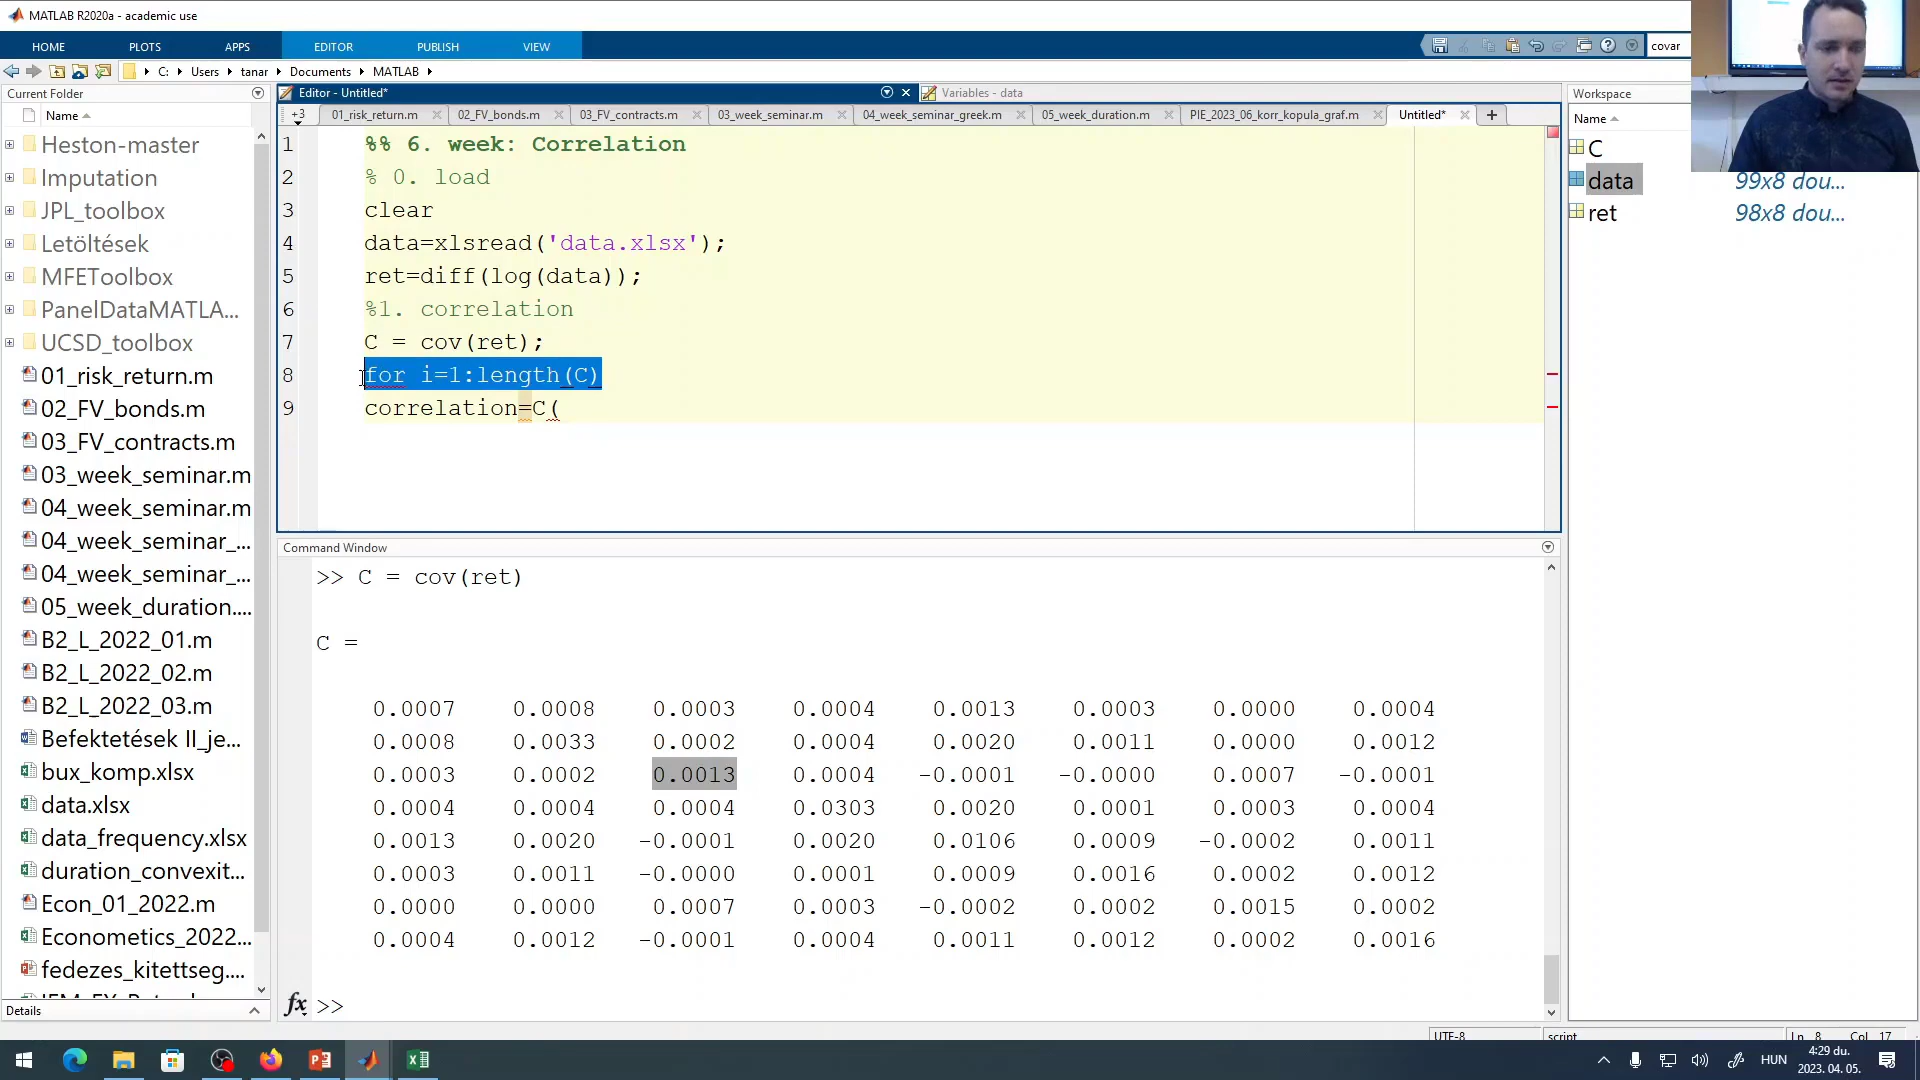 MATLAB R2020a - academic use
HOME PLOTS APPS EDITOR PUBLISH VIEW covar
C: Users tanar Documents MATLAB
Current Folder
Name
Heston-master
Imputation
JPL_toolbox
Letöltések
MFEToolbox
PanelDataMATLA...
UCSD_toolbox
01_risk_return.m
02_FV_bonds.m
03_FV_contracts.m
03_week_seminar.m
04_week_seminar.m
04_week_seminar_...
04_week_seminar_...
05_week_duration....
B2_L_2022_01.m
B2_L_2022_02.m
B2_L_2022_03.m
Befektetések II_je...
bux_komp.xlsx
data.xlsx
data_frequency.xlsx
duration_convexit...
Econ_01_2022.m
Econometics_2022...
fedezes_kitettseg....
Details
Editor - Untitled*
Variables - data
+3 01_risk_return.m 02_FV_bonds.m 03_FV_contracts.m 03_week_seminar.m 04_week_seminar_greek.m 05_week_duration.m PIE_2023_06_korr_kopula_graf.m Untitled*
1 %% 6. week: Correlation
2 % 0. load
3 clear
4 data=xlsread('data.xlsx');
5 ret=diff(log(data));
6 %1. correlation
7 C = cov(ret);
8 for i=1:length(C)
9 correlation=C(
Command Window
>> C = cov(ret)
C =
0.0007 0.0008 0.0003 0.0004 0.0013 0.0003 0.0000 0.0004
0.0008 0.0033 0.0002 0.0004 0.0020 0.0011 0.0000 0.0012
0.0003 0.0002 0.0013 0.0004 -0.0001 -0.0000 0.0007 -0.0001
0.0004 0.0004 0.0004 0.0303 0.0020 0.0001 0.0003 0.0004
0.0013 0.0020 -0.0001 0.0020 0.0106 0.0009 -0.0002 0.0011
0.0003 0.0011 -0.0000 0.0001 0.0009 0.0016 0.0002 0.0012
0.0000 0.0000 0.0007 0.0003 -0.0002 0.0002 0.0015 0.0002
0.0004 0.0012 -0.0001 0.0004 0.0011 0.0012 0.0002 0.0016
fx >>
Workspace
Name
C
data 99x8 dou...
ret 98x8 dou...
UTF-8 script Ln 8 Col 17
HUN
4:29 du.
2023. 04. 05.